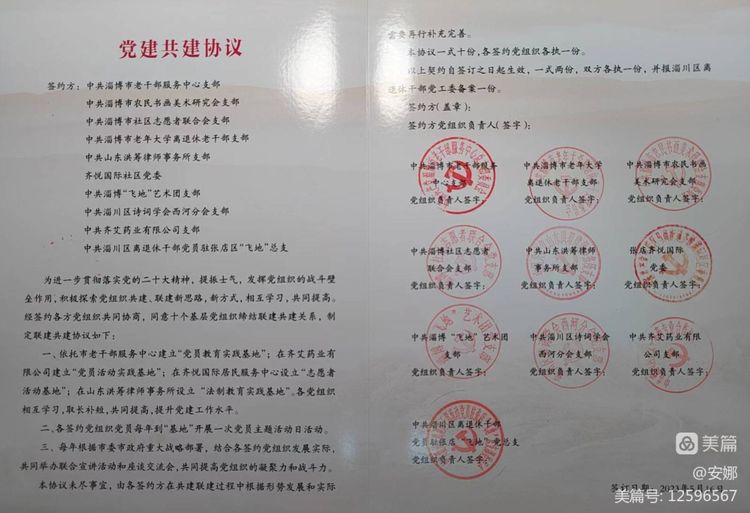 党建共建协议
签约方：中共淄博市老干部服务中心支部
中共淄博市农民书画美术研究会支部
中共淄博市社区志愿者联合会支部
中共淄博市老年大学离退休老干部支部
中共山东洪筹律师事务所支部
齐悦国际社区党委
中共淄博“飞地”艺术团支部
中共淄川区诗词学会西河分会支部
中共齐艾药业有限公司支部
中共淄川区离退休干部党员驻张店区“飞地”总支
为进一步贯彻落实党的二十大精神，提振士气，发挥党组织的战斗堡
垒作用，积极探索党组织共建、联建新思路，新方式，相互学习，共同提高。
经签约各方党组织共同协商，同意十个基层党组织缔结联建共建关系，制
定联建共建协议如下：
一、依托市老干部服务中心建立“党员教育实践基地”；在齐艾药业有
限公司建立“党员活动实践基地”；在齐悦国际居民服务中心设立“志愿者
活动基地”；在山东洪筹律师事务所设立“法制教育实践基地”。各党组织
相互学习，取长补短，共同提高，提升党建工作水平。
二、各签约党组织党员每年到“基地”开展一次党员主题活动日活动。
三、每年根据市委市政府重大战略部署，结合各签约党组织发展实际，
共同举办联合宣讲活动和座谈交流会，共同提高党组织的凝聚力和战斗力。
本协议未尽事宜，由各签约方在共建联建过程中根据形势发展和实际
需要再行补充完善。
本协议一式十份，各签约党组织各执一份。
以上契约自签订之日起生效，一式两份，双方各执一份，并报淄川区离
退休干部党工委备案一份。
签约方（盖章）：
签约方党组织负责人（签字）：
中共淄博市老干部服务
中心支部
党组织负责人签字：
中共淄博市老年大学
离退休老干部支部
党组织负责人签字：
中共淄博市农民书画
美术研究会支部
党组织负责人签字：
中共淄博市社区志愿者
联合会支部
党组织负责人签字：
中共山东洪筹律师
事务所支部
党组织负责人签字：
张店齐悦国际
党委
党组织负责人签字：
中共淄博“飞地”艺术团
支部
党组织负责人签字：
中共淄川区诗词学会
西河分会支部
党组织负责人签字：
中共齐艾药业有限
公司支部
党组织负责人签字：
中共淄川区离退休干部
党员驻张店“飞地”党总支
党组织负责人签字：
签订日期：2023年5月16日
美篇
@安娜
美篇号：12596567